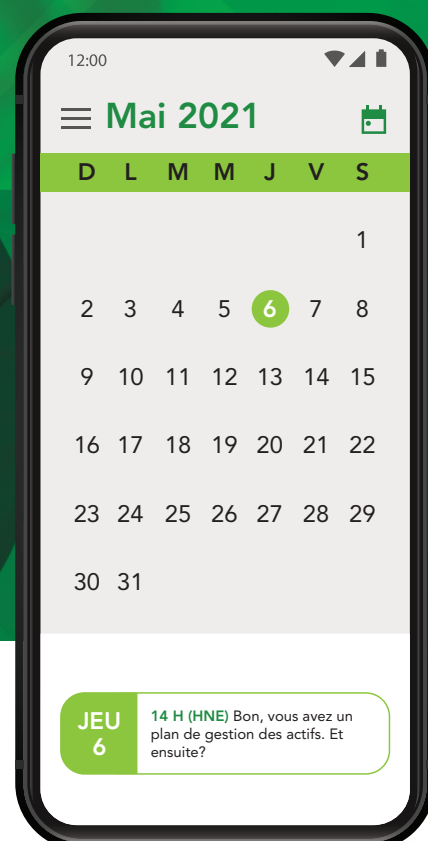 12:00
Mai 2021
D L M M J V S
1
2 3 4 5 6 7 8
9 10 11 12 13 14 15
16 17 18 19 20 21 22
23 24 25 26 27 28 29
30 31
JEU
6
14 H (HNE) Bon, vous avez un
plan de gestion des actifs. Et
ensuite?